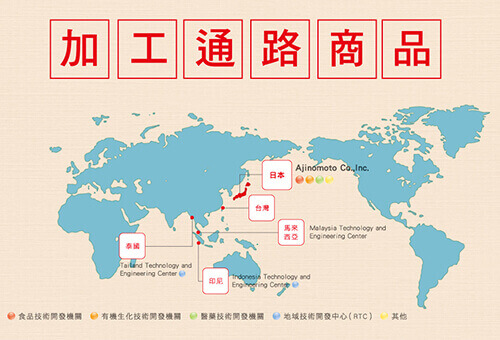 加工通路商品
日本
Ajinomoto Co.,Inc.
台灣
馬來
西亞
Malaysia Technology and
Engineering Center
泰國
Tailand Technology and
Engineering Center
印尼
Indonesia Technology and
Engineering Center
食品技術開發機關 有機生化技術開發機關 醫藥技術開發機關 地域技術開發中心(RTC) 其他